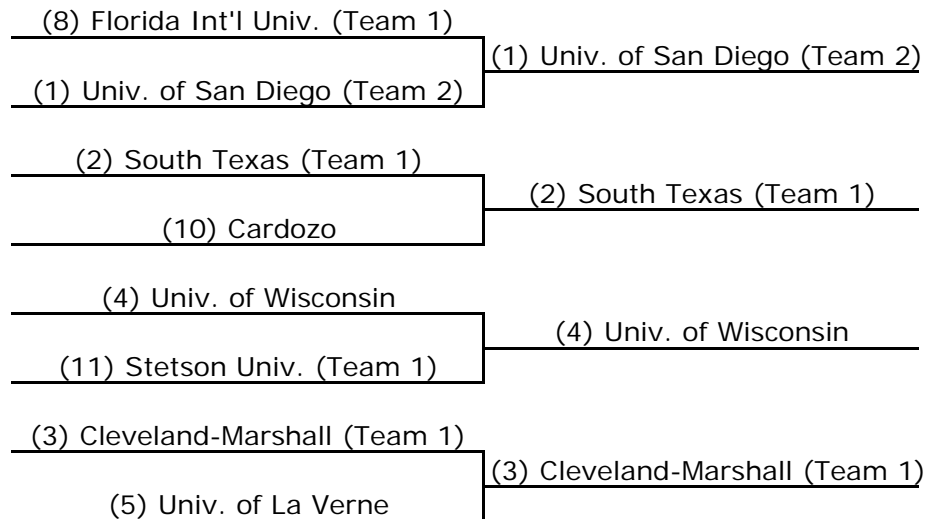 (8) Florida Int'l Univ. (Team 1)
(1) Univ. of San Diego (Team 2)
(1) Univ. of San Diego (Team 2)
(2) South Texas (Team 1)
(2) South Texas (Team 1)
(10) Cardozo
(4) Univ. of Wisconsin
(4) Univ. of Wisconsin
(11) Stetson Univ. (Team 1)
(3) Cleveland-Marshall (Team 1)
(3) Cleveland-Marshall (Team 1)
(5) Univ. of La Verne